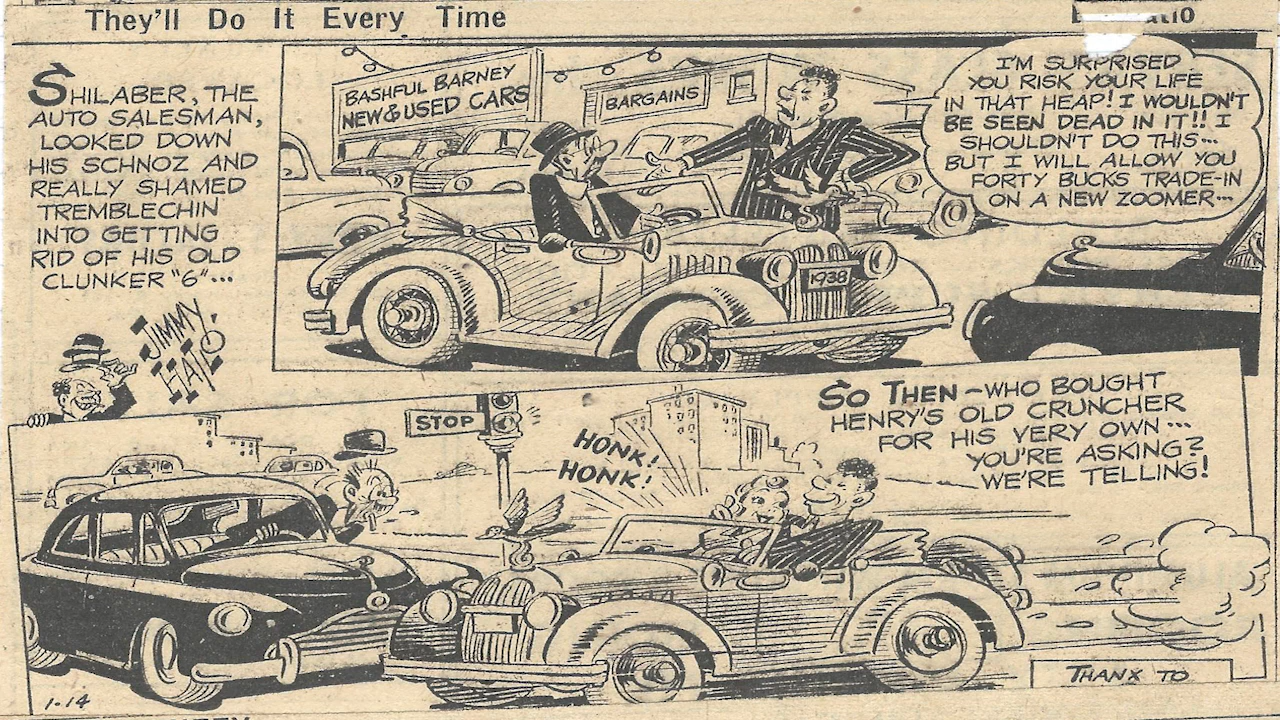 They'll Do It Every Time
SHILABER, THE
AUTO SALESMAN,
LOOKED DOWN
HIS SCHNOZ AND
REALLY SHAMED
TREMBLECHIN
INTO GETTING
RID OF HIS OLD
CLUNKER "6"...
JIMMY
HATLO
BASHFUL BARNEY
NEW & USED CARS
BARGAINS
I'M SURPRISED
YOU RISK YOUR LIFE
IN THAT HEAP! I WOULDN'T
BE SEEN DEAD IN IT!! I
SHOULDN'T DO THIS...
BUT I WILL ALLOW YOU
FORTY BUCKS TRADE-IN
ON A NEW ZOOMER...
1938
STOP
HONK!
HONK!
SO THEN-WHO BOUGHT
HENRY'S OLD CRUNCHER
FOR HIS VERY OWN...
YOU'RE ASKING?
WE'RE TELLING!
1-14
THANX TO